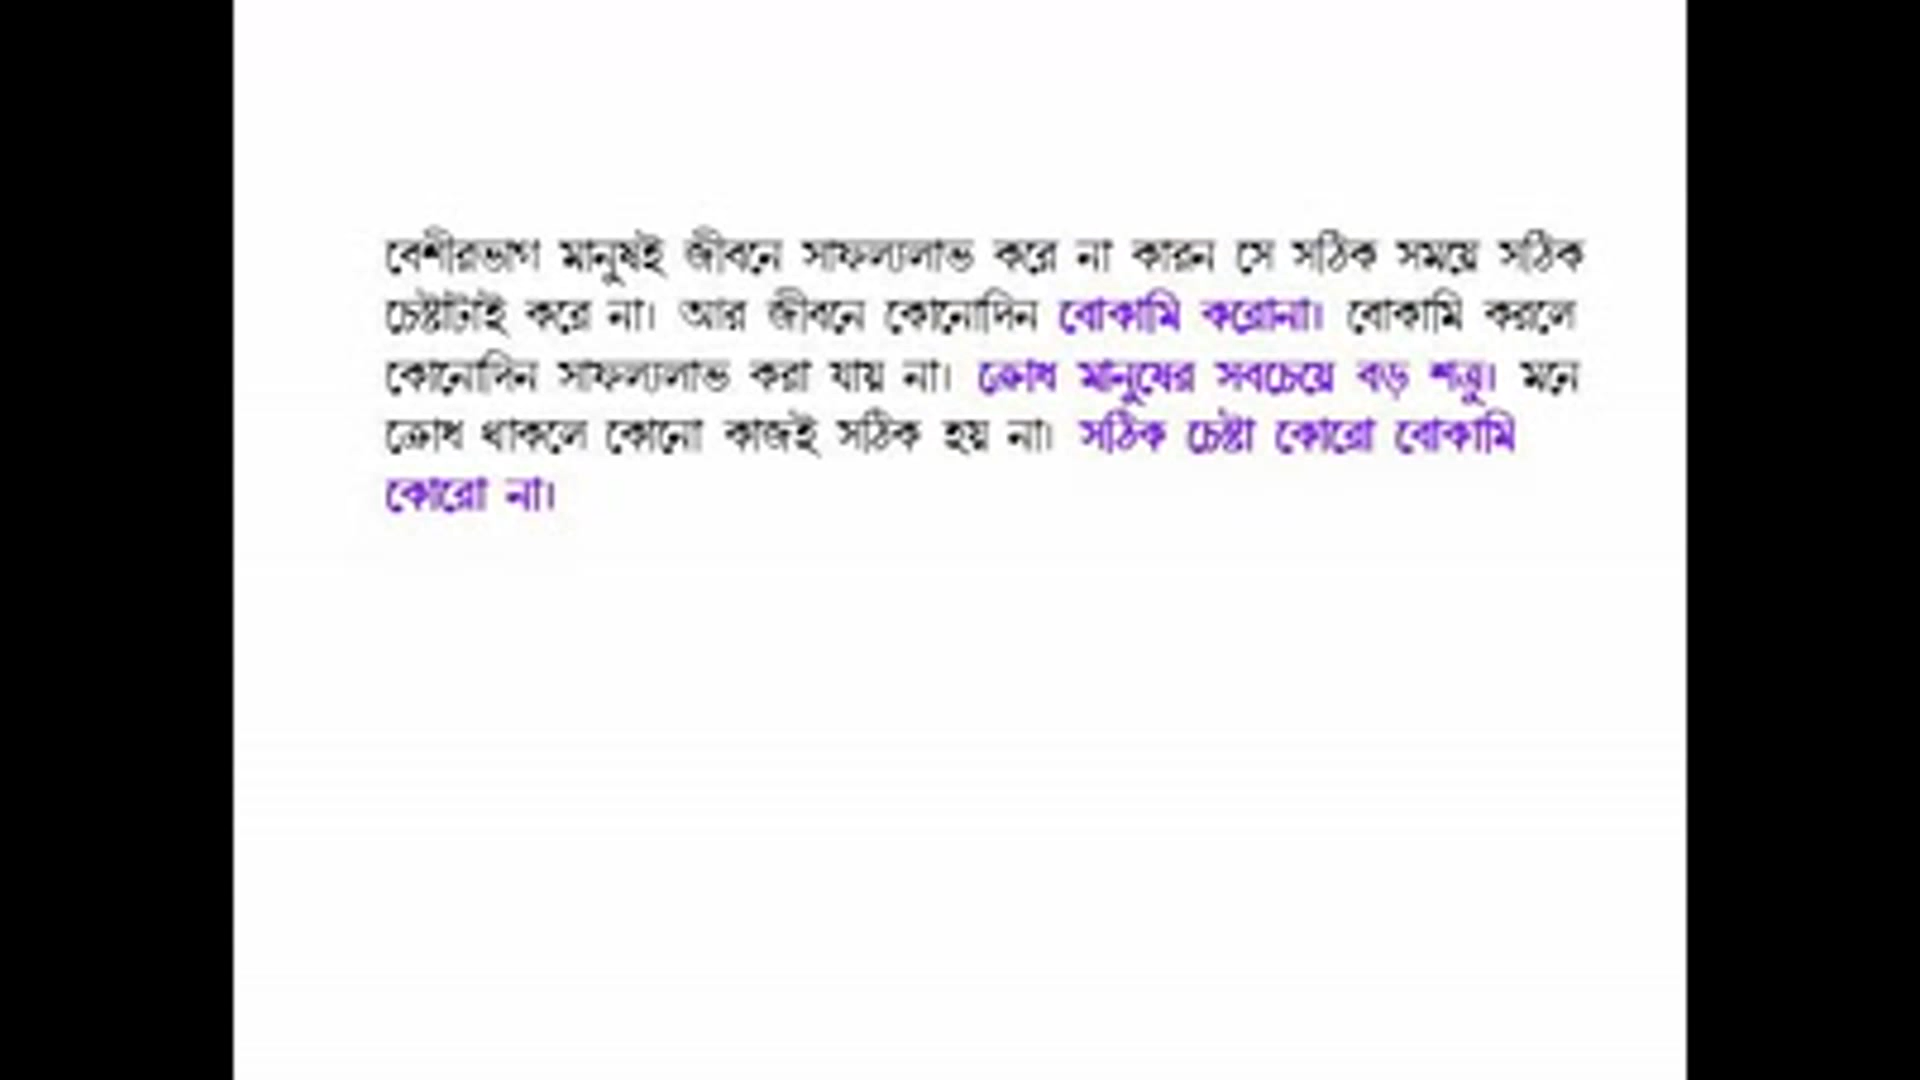 বেশীরভাগ মানুষই জীবনে সাফল্যলাভ করে না কারন সে সঠিক সময়ে সঠিক
চেষ্টাটাই করে না। আর জীবনে কোনোদিন বোকামি করোনা। বোকামি করলে
কোনোদিন সাফল্যলাভ করা যায় না। ক্রোধ মানুষের সবচেয়ে বড় শত্রু। মনে
ক্রোধ থাকলে কোনো কাজই সঠিক হয় না। সঠিক চেষ্টা কোরো বোকামি
কোরো না।